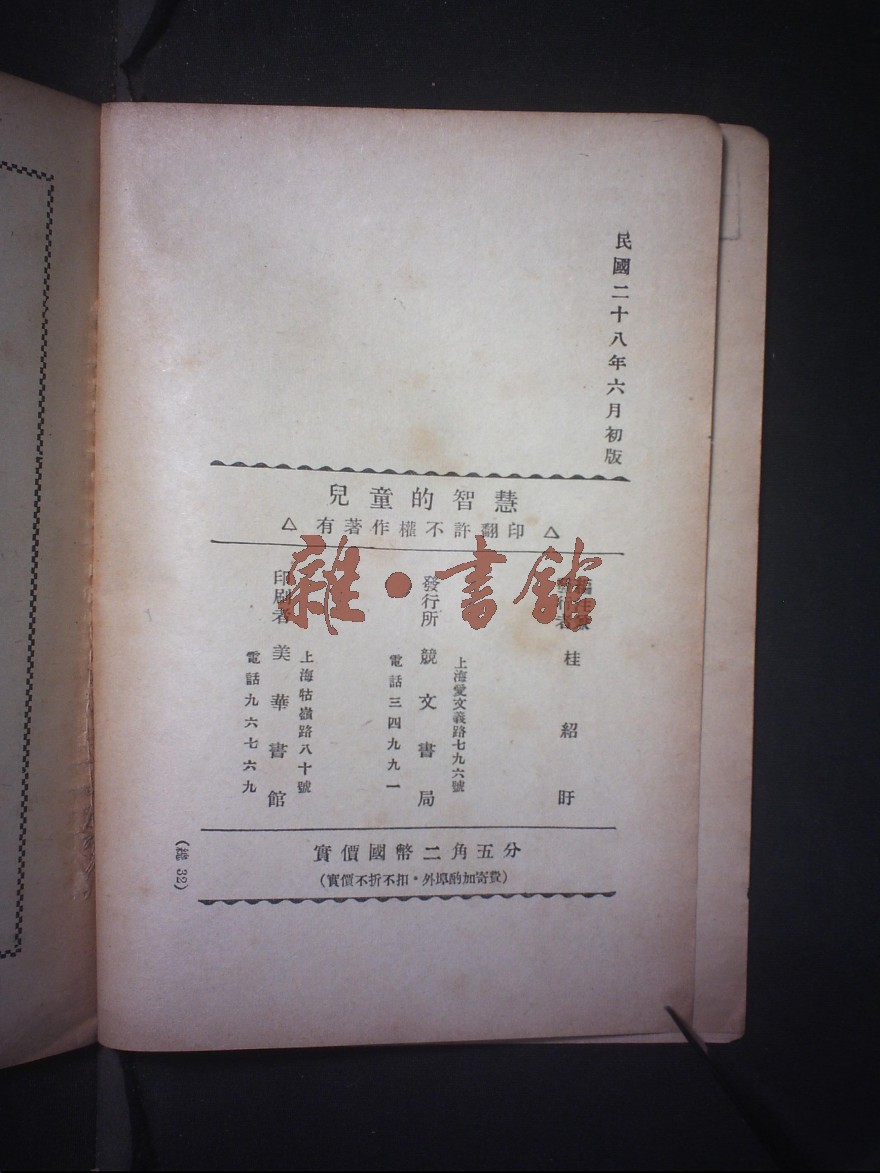 民國二十八年六月初版
兒童的智慧
△ 有著作權不許翻印 △
桂紹盱
發行所 競文書局
上海愛文義路七九六號
電話三四九九一
印刷者 美華書館
上海牯嶺路八十號
電話九六七六九
實價國幣二角五分
(實價不折不扣・外埠酌加寄費)
(總 32)
雜・書館